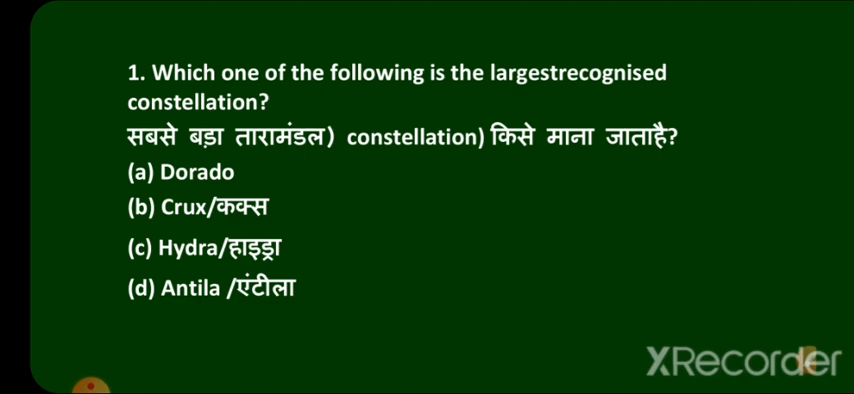 1. Which one of the following is the largestrecognised
constellation?
सबसे बड़ा तारामंडल) constellation) किसे माना जाताहै?
(a) Dorado
(b) Crux/कक्स
(c) Hydra/हाइड्रा
(d) Antila /एंटीला
XRecorder